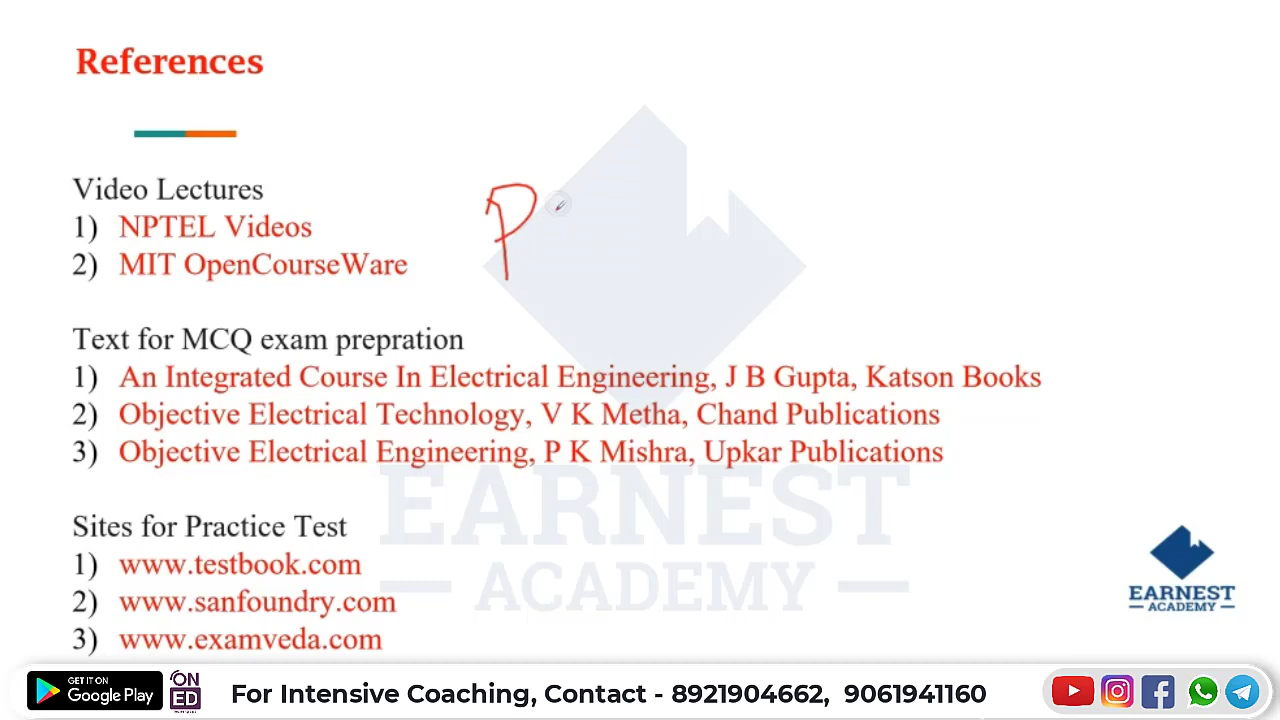 References
Video Lectures
1) NPTEL Videos
2) MIT OpenCourseWare
P
Text for MCQ exam prepration
1) An Integrated Course In Electrical Engineering, J B Gupta, Katson Books
2) Objective Electrical Technology, V K Metha, Chand Publications
3) Objective Electrical Engineering, P K Mishra, Upkar Publications
EARNEST
ACADEMY
Sites for Practice Test
1) www.testbook.com
2) www.sanfoundry.com
3) www.examveda.com
EARNEST
ACADEMY
GET IT ON
Google Play
ON
ED
For Intensive Coaching, Contact - 8921904662, 9061941160